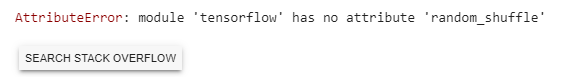 AttributeError: module 'tensorflow' has no attribute 'random_shuffle'
SEARCH STACK OVERFLOW